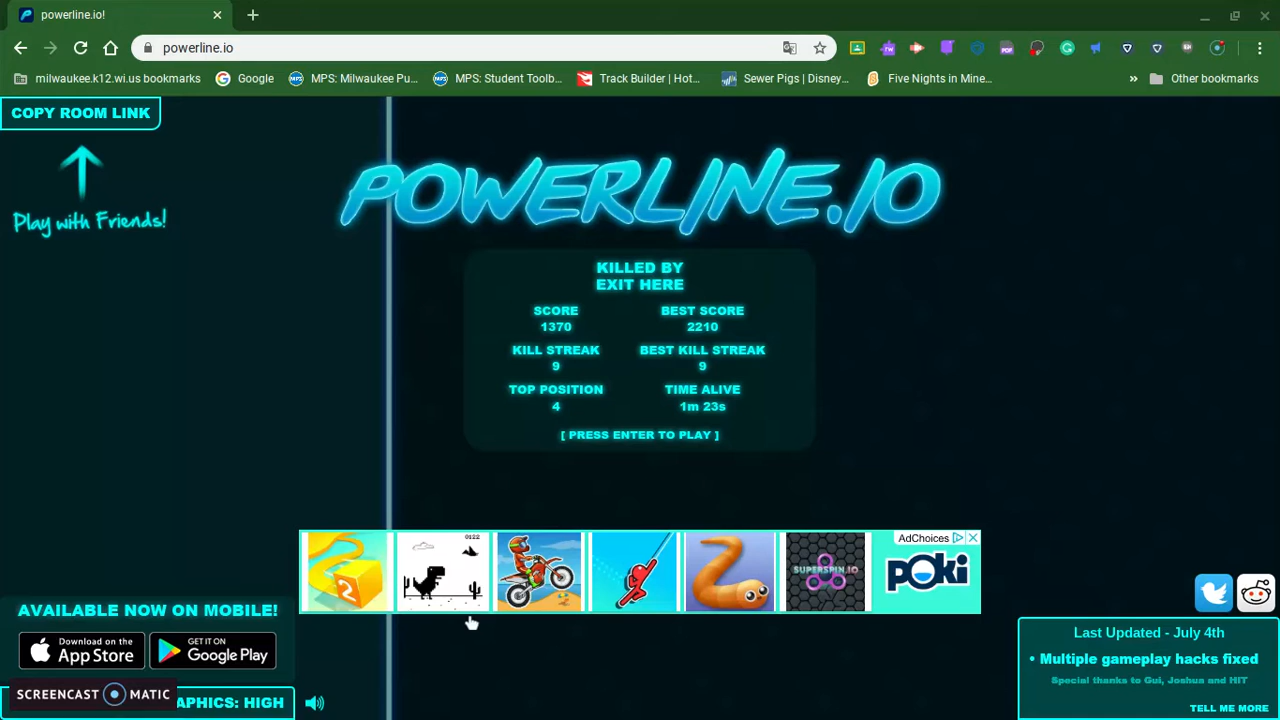 powerline.io!
powerline.io
milwaukee.k12.wi.us bookmarks
Google
MPS: Milwaukee Pu...
MPS: Student Toolb...
Track Builder | Hot...
Sewer Pigs | Disney...
Five Nights in Mine...
»
Other bookmarks
COPY ROOM LINK
Play with Friends!
POWERLINE.IO
KILLED BY
EXIT HERE
SCORE
1370
BEST SCORE
2210
KILL STREAK
9
BEST KILL STREAK
9
TOP POSITION
4
TIME ALIVE
1m 23s
[ PRESS ENTER TO PLAY ]
2
0122
SUPERSPIN.IO
AdChoices
POKI
AVAILABLE NOW ON MOBILE!
Download on the
App Store
GET IT ON
Google Play
SCREENCAST MATIC
APHICS: HIGH
Last Updated - July 4th
• Multiple gameplay hacks fixed
Special thanks to Gui, Joshua and HIT
TELL ME MORE